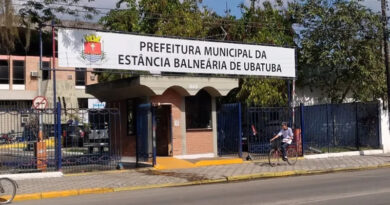 PREFEITURA MUNICIPAL DA
ESTÂNCIA BALNEÁRIA DE UBATUBA